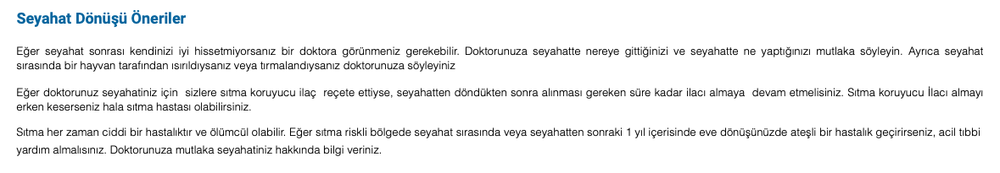 Seyahat Dönüşü Öneriler
Eğer seyahat sonrası kendinizi iyi hissetmiyorsanız bir doktora görünmeniz gerekebilir. Doktorunuza seyahatte nereye gittiğinizi ve seyahatte ne yaptığınızı mutlaka söyleyin. Ayrıca seyahat
sırasında bir hayvan tarafından ısırıldıysanız veya tırmalandıysanız doktorunuza söyleyiniz
Eğer doktorunuz seyahatiniz için  sizlere sıtma koruyucu ilaç  reçete ettiyse, seyahatten döndükten sonra alınması gereken süre kadar ilacı almaya  devam etmelisiniz. Sıtma koruyucu İlacı almayı
erken keserseniz hala sıtma hastası olabilirsiniz.
Sıtma her zaman ciddi bir hastalıktır ve ölümcül olabilir. Eğer sıtma riskli bölgede seyahat sırasında veya seyahatten sonraki 1 yıl içerisinde eve dönüşünüzde ateşli bir hastalık geçirirseniz, acil tıbbi
yardım almalısınız. Doktorunuza mutlaka seyahatiniz hakkında bilgi veriniz.